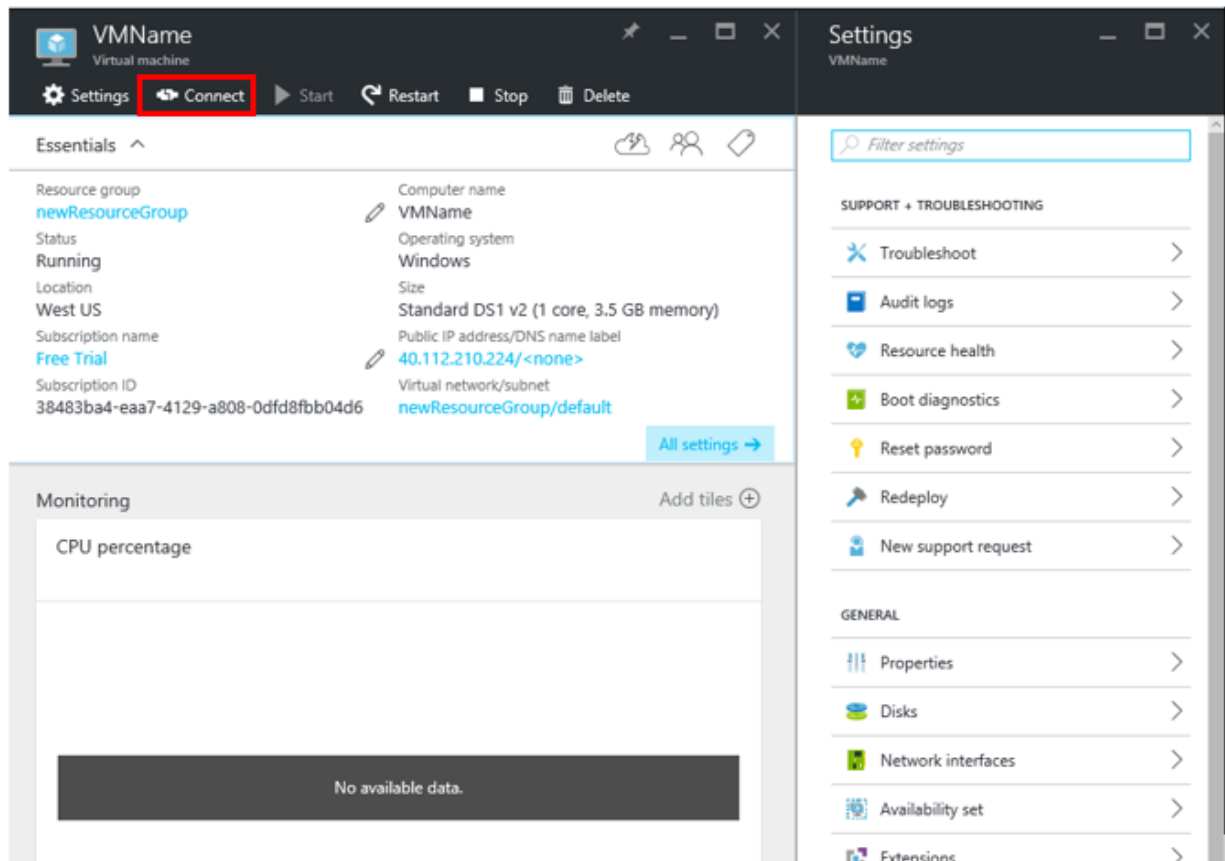 VMName
Virtual machine
Settings Connect Start Restart Stop Delete
Essentials
Resource group
newResourceGroup
Status
Running
Location
West US
Subscription name
Free Trial
Subscription ID
38483ba4-eaa7-4129-a808-0dfd8fbb04d6
Computer name
VMName
Operating system
Windows
Size
Standard DS1 v2 (1 core, 3.5 GB memory)
Public IP address/DNS name label
40.112.210.224/<none>
Virtual network/subnet
newResourceGroup/default
All settings
Monitoring
Add tiles
CPU percentage
No available data.
Settings
VMName
Filter settings
SUPPORT + TROUBLESHOOTING
Troubleshoot
Audit logs
Resource health
Boot diagnostics
Reset password
Redeploy
New support request
GENERAL
Properties
Disks
Network interfaces
Availability set
Extensions